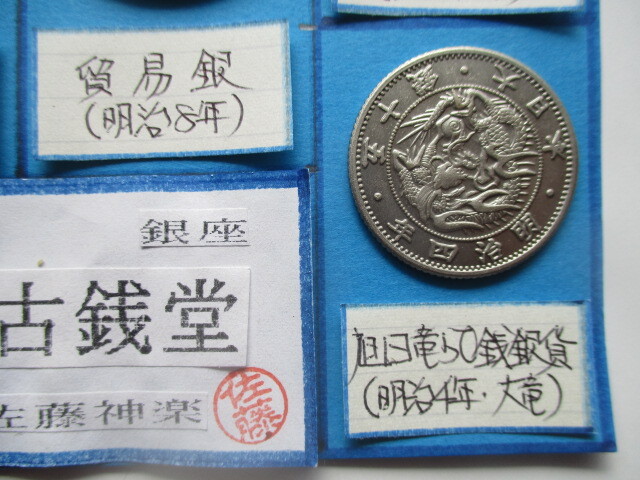 貿易銀
(明治8年)
大日本・五十銭・明治四年
旭日竜50銭銀貨
(明治4年・大竜)
銀座
古銭堂
佐藤神楽
佐藤